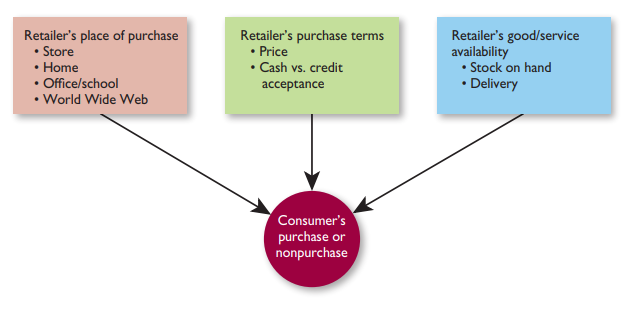 Retailer's place of purchase
• Store
• Home
• Office/school
• World Wide Web
Retailer's purchase terms
• Price
• Cash vs. credit
acceptance
Retailer's good/service
availability
• Stock on hand
• Delivery
Consumer's
purchase or
nonpurchase